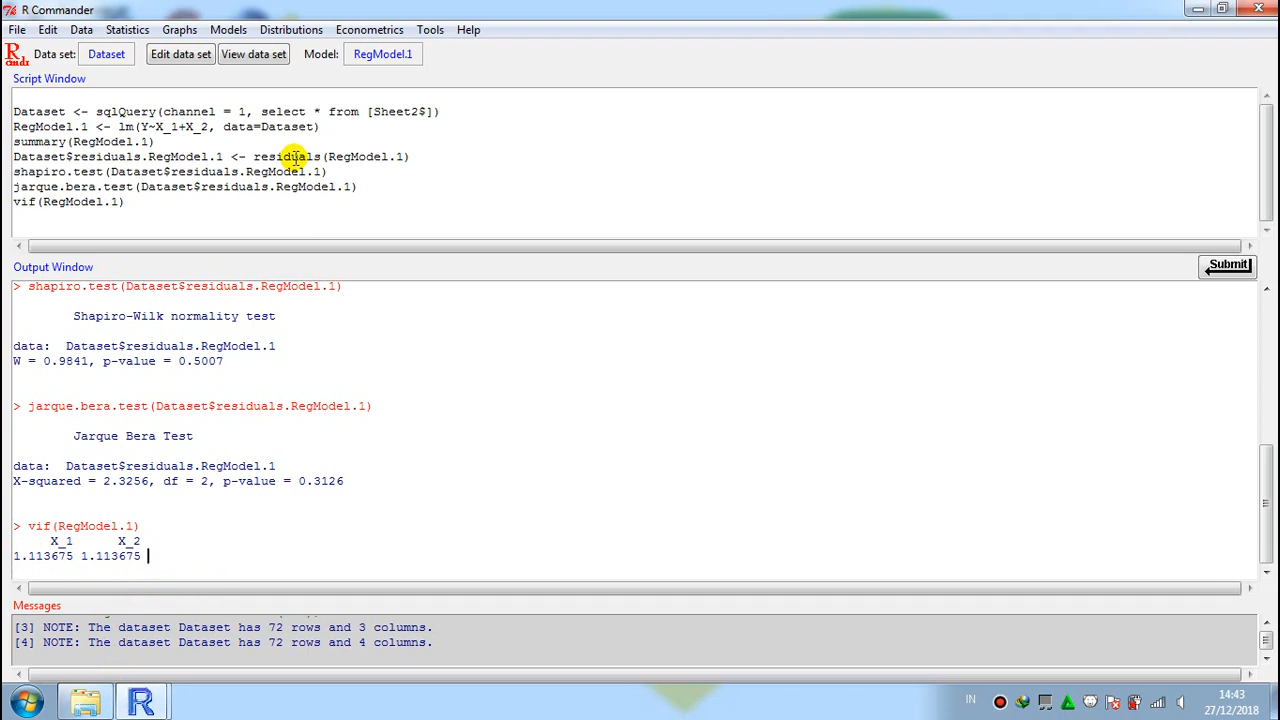 R Commander
File Edit Data Statistics Graphs Models Distributions Econometrics Tools Help
R cmdr Data set: Dataset Edit data set View data set Model: RegModel.1
Script Window
Dataset <- sqlQuery(channel = 1, select * from [Sheet2$])
RegModel.1 <- lm(Y~X_1+X_2, data=Dataset)
summary(RegModel.1)
Dataset$residuals.RegModel.1 <- residuals(RegModel.1)
shapiro.test(Dataset$residuals.RegModel.1)
jarque.bera.test(Dataset$residuals.RegModel.1)
vif(RegModel.1)
Output Window
Submit
> shapiro.test(Dataset$residuals.RegModel.1)
Shapiro-Wilk normality test
data: Dataset$residuals.RegModel.1
W = 0.9841, p-value = 0.5007
> jarque.bera.test(Dataset$residuals.RegModel.1)
Jarque Bera Test
data: Dataset$residuals.RegModel.1
X-squared = 2.3256, df = 2, p-value = 0.3126
> vif(RegModel.1)
X_1 X_2
1.113675 1.113675
Messages
[3] NOTE: The dataset Dataset has 72 rows and 3 columns.
[4] NOTE: The dataset Dataset has 72 rows and 4 columns.
R
IN
14:43
27/12/2018